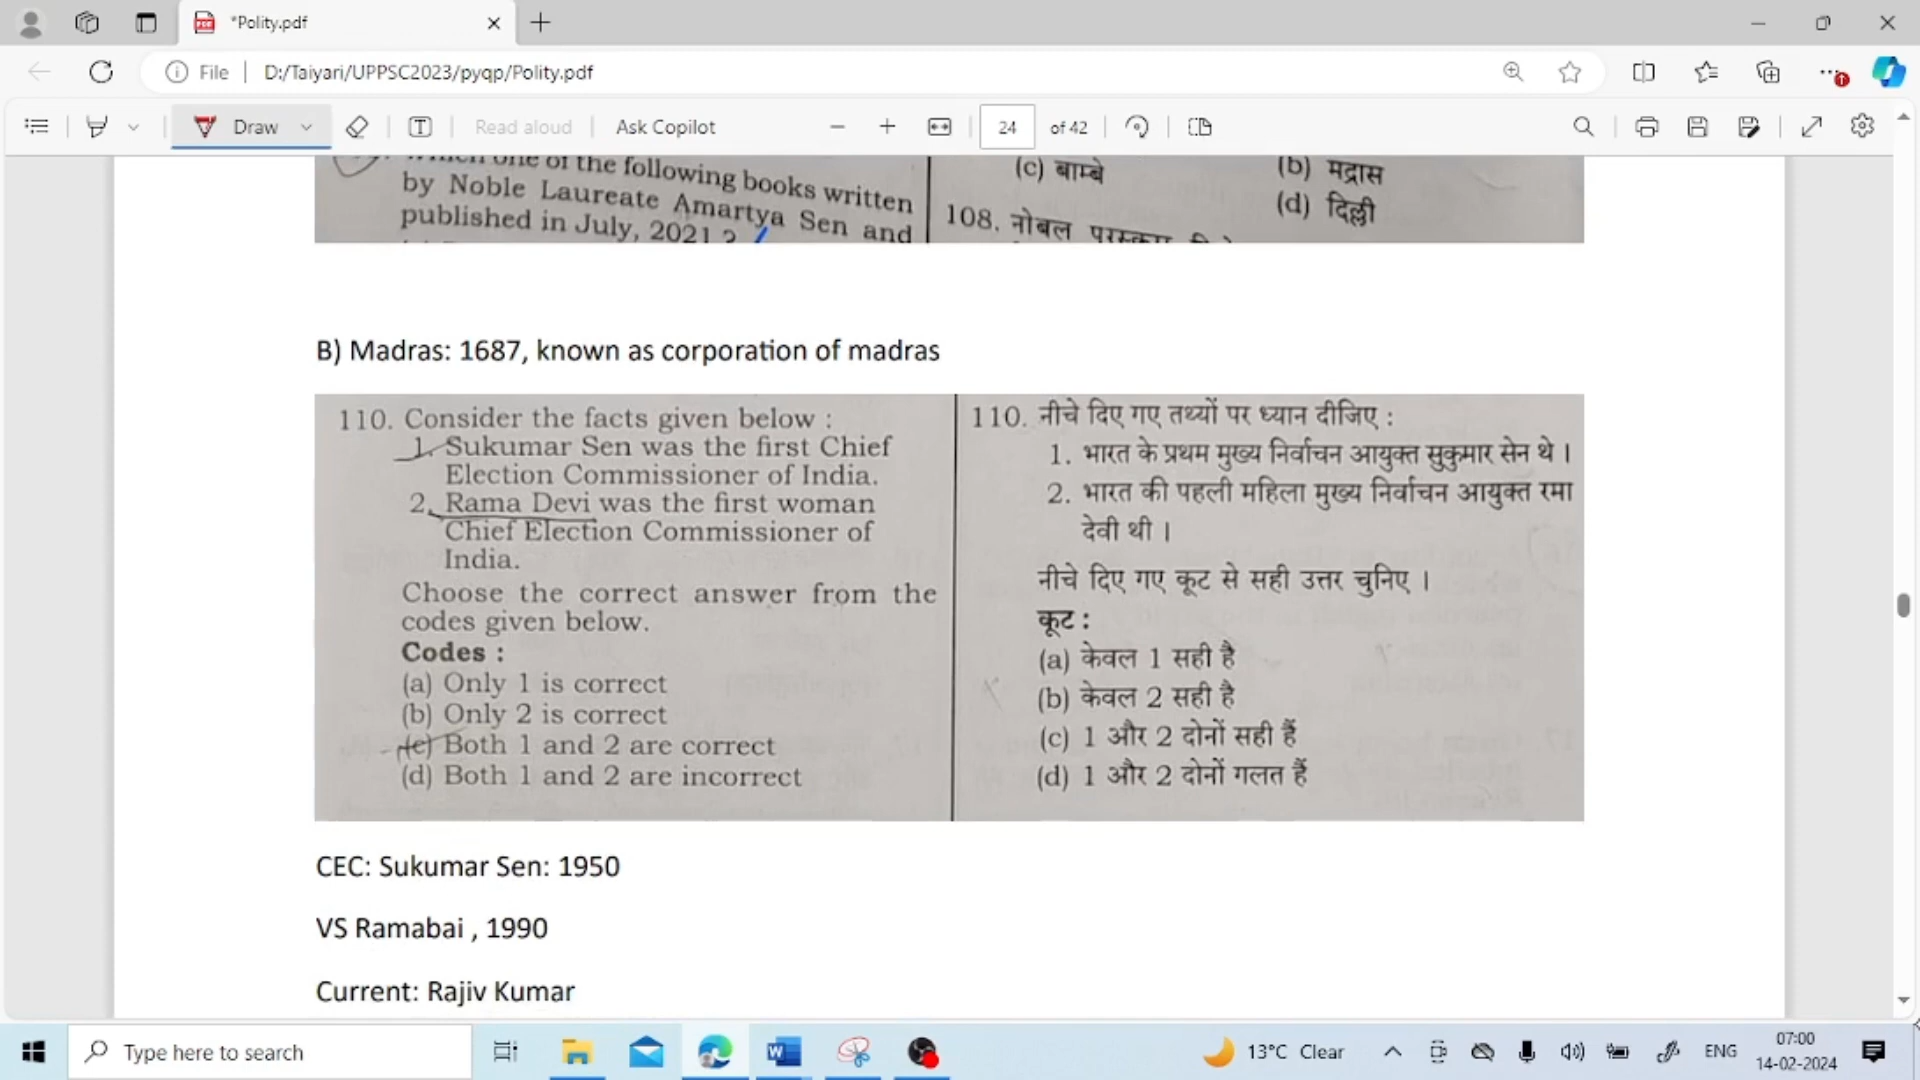 *Polity.pdf
File
D:/Taiyari/UPPSC2023/pyqp/Polity.pdf
Draw
Read aloud
Ask Copilot
24
of 42
one of the following books written
by Noble Laureate Amartya Sen and
published in July, 2021 ?
(c) बाम्बे
(b) मद्रास
(d) दिल्ली
108. नोबल
B) Madras: 1687, known as corporation of madras
110. Consider the facts given below :
1. Sukumar Sen was the first Chief
Election Commissioner of India.
2. Rama Devi was the first woman
Chief Election Commissioner of
India.
Choose the correct answer from the
codes given below.
Codes :
(a) Only 1 is correct
(b) Only 2 is correct
(c) Both 1 and 2 are correct
(d) Both 1 and 2 are incorrect
110. नीचे दिए गए तथ्यों पर ध्यान दीजिए :
1. भारत के प्रथम मुख्य निर्वाचन आयुक्त सुकुमार सेन थे ।
2. भारत की पहली महिला मुख्य निर्वाचन आयुक्त रमा
देवी थी ।
नीचे दिए गए कूट से सही उत्तर चुनिए ।
कूट :
(a) केवल 1 सही है
(b) केवल 2 सही है
(c) 1 और 2 दोनों सही हैं
(d) 1 और 2 दोनों गलत हैं
CEC: Sukumar Sen: 1950
VS Ramabai , 1990
Current: Rajiv Kumar
Type here to search
13°C Clear
ENG
07:00
14-02-2024